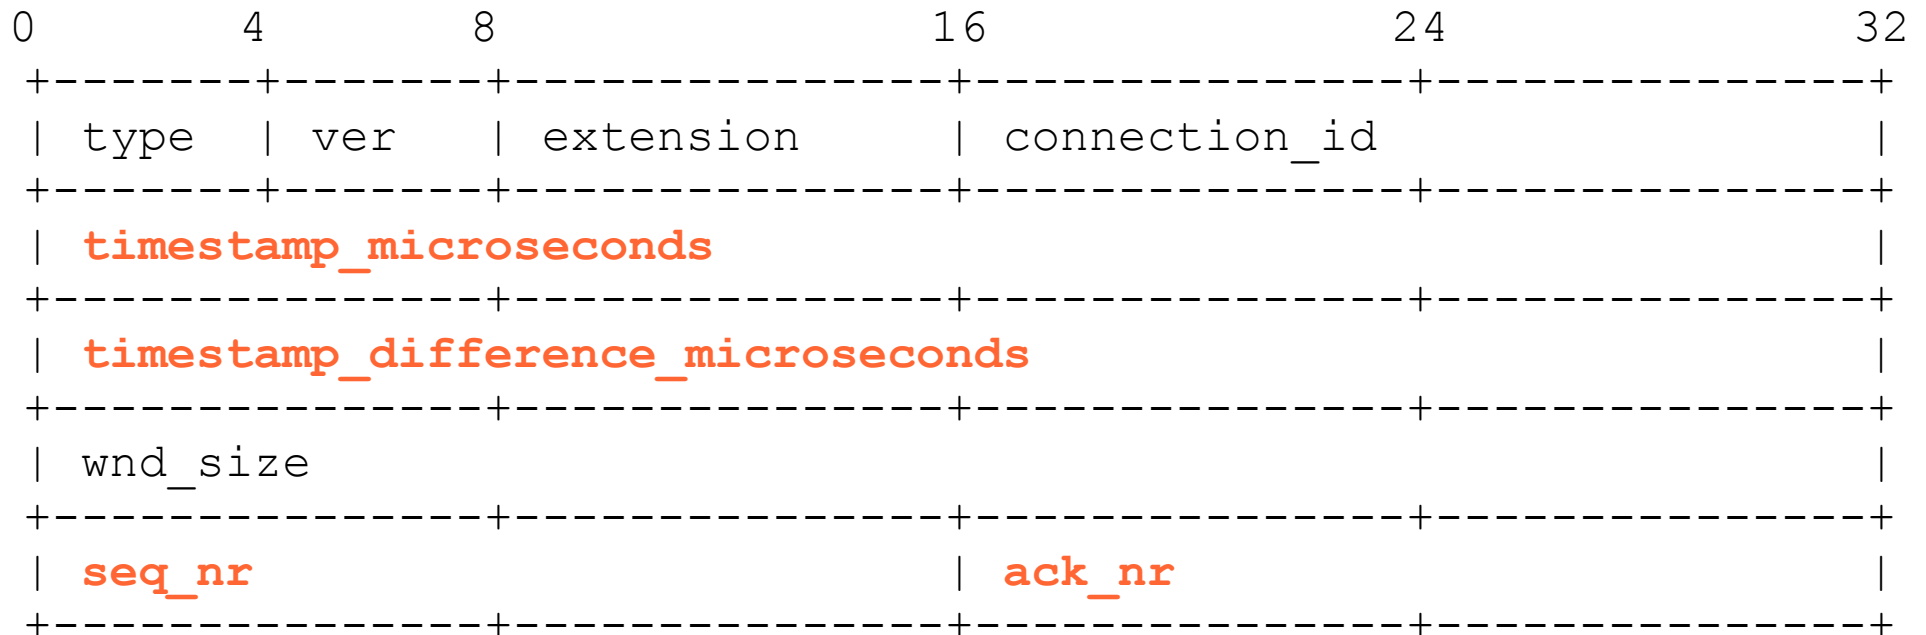 0       4       8               16              24              32
+-------+-------+---------------+---------------+---------------+
| type  | ver   | extension     | connection_id                 |
+-------+-------+---------------+---------------+---------------+
| timestamp_microseconds                                        |
+---------------+---------------+---------------+---------------+
| timestamp_difference_microseconds                             |
+---------------+---------------+---------------+---------------+
| wnd_size                                                      |
+---------------+---------------+---------------+---------------+
| seq_nr                        | ack_nr                        |
+---------------+---------------+---------------+---------------+